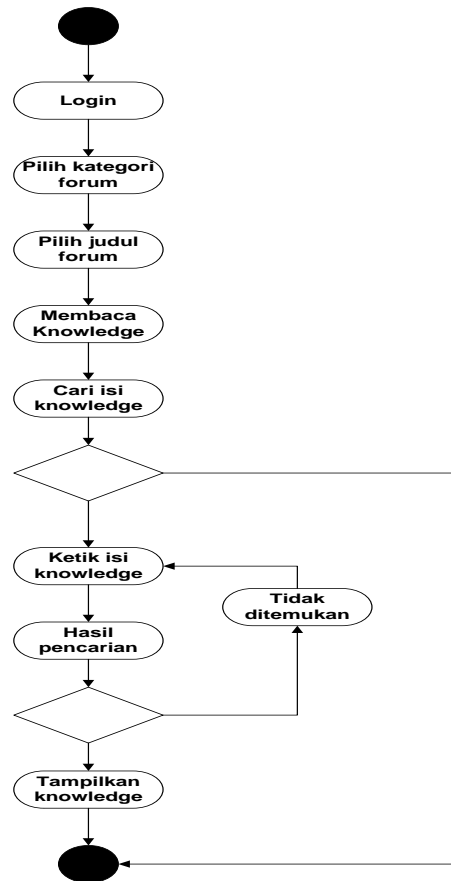 Login
Pilih kategori
forum
Pilih judul
forum
Membaca
Knowledge
Cari isi
knowledge
Ketik isi
knowledge
Tidak
ditemukan
Hasil
pencarian
Tampilkan
knowledge